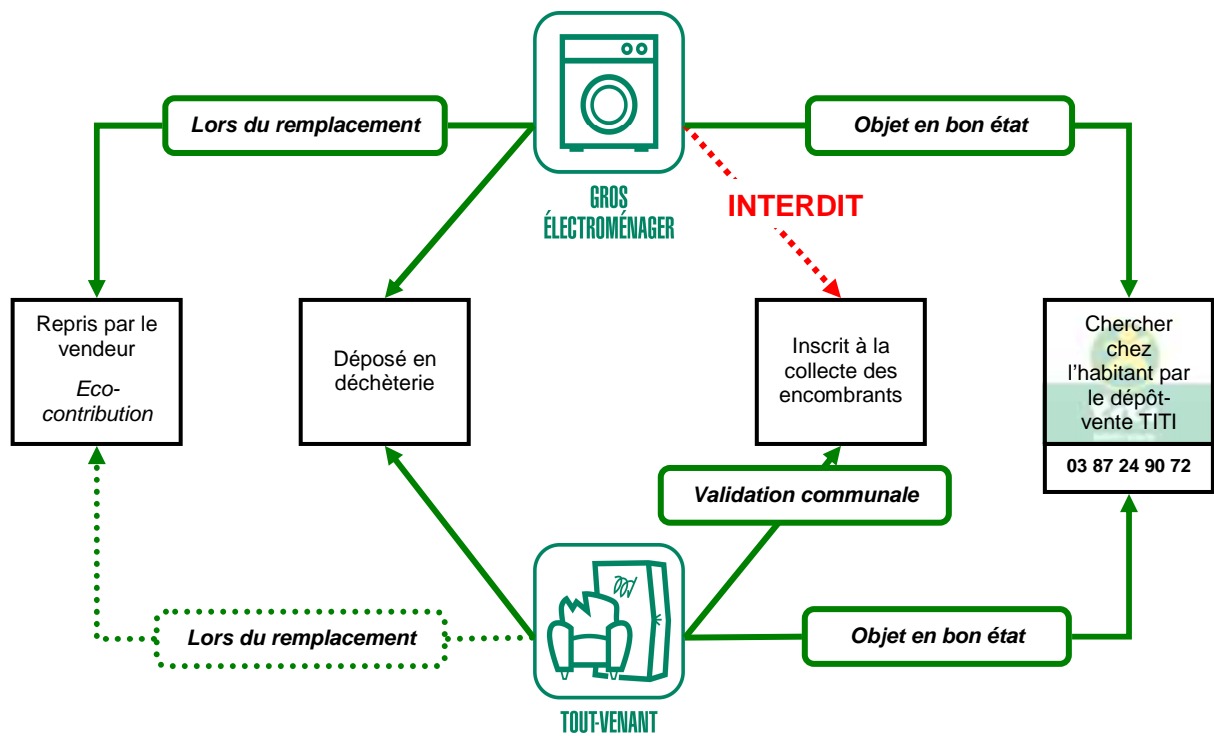 Lors du remplacement
Objet en bon état
GROS
ÉLECTROMÉNAGER
INTERDIT
Repris par le
vendeur
Eco-
contribution
Déposé en
déchèterie
Inscrit à la
collecte des
encombrants
Chercher
chez
l'habitant par
le dépôt-
vente TITI
03 87 24 90 72
Validation communale
Lors du remplacement
Objet en bon état
TOUT-VENANT